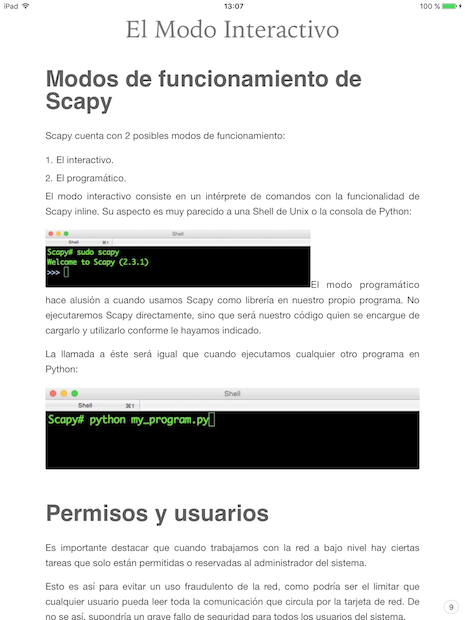 iPad 13:07 100 %
El Modo Interactivo
Modos de funcionamiento de
Scapy
Scapy cuenta con 2 posibles modos de funcionamiento:
1. El interactivo.
2. El programático.
El modo interactivo consiste en un intérprete de comandos con la funcionalidad de
Scapy inline. Su aspecto es muy parecido a una Shell de Unix o la consola de Python:
Shell
Shell ⌘1
Scapy# sudo scapy
Welcome to Scapy (2.3.1)
>>>
El modo programático
hace alusión a cuando usamos Scapy como librería en nuestro propio programa. No
ejecutaremos Scapy directamente, sino que será nuestro código quien se encargue de
cargarlo y utilizarlo conforme le hayamos indicado.
La llamada a éste será igual que cuando ejecutamos cualquier otro programa en
Python:
Shell
Shell ⌘1
Scapy# python my_program.py
Permisos y usuarios
Es importante destacar que cuando trabajamos con la red a bajo nivel hay ciertas
tareas que solo están permitidas o reservadas al administrador del sistema.
Esto es así para evitar un uso fraudulento de la red, como podría ser el limitar que
cualquier usuario pueda leer toda la comunicación que circula por la tarjeta de red. De
no se así, supondría un grave fallo de seguridad para todos los usuarios del sistema.
9